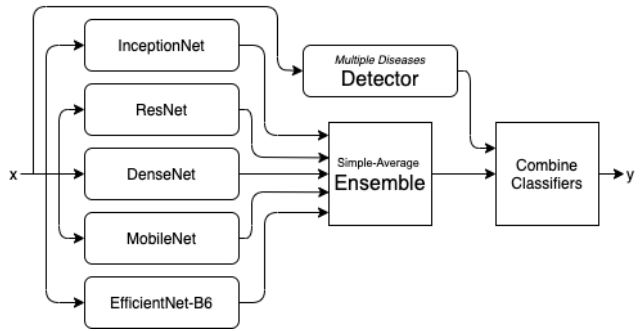 InceptionNet
Multiple Diseases
Detector
ResNet
x
DenseNet
Simple-Average
Ensemble
Combine
Classifiers
y
MobileNet
EfficientNet-B6